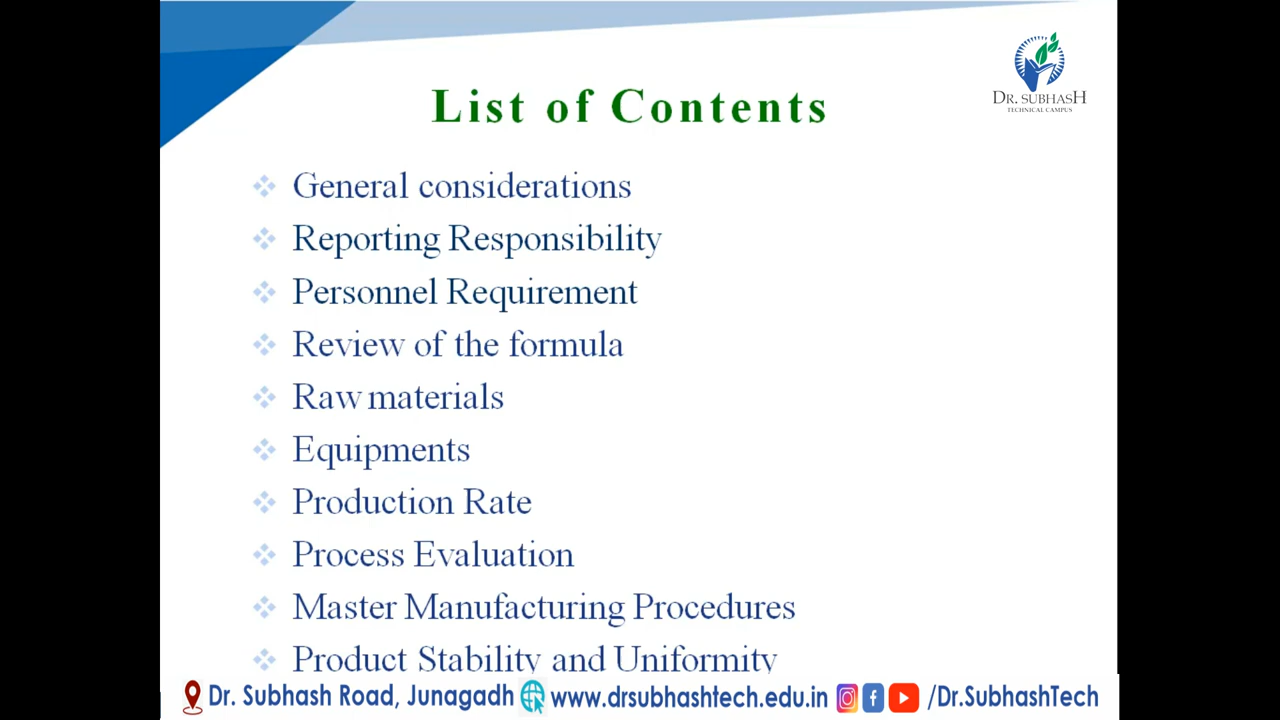 DR. SUBHASH
TECHNICAL CAMPUS
List of Contents
General considerations
Reporting Responsibility
Personnel Requirement
Review of the formula
Raw materials
Equipments
Production Rate
Process Evaluation
Master Manufacturing Procedures
Product Stability and Uniformity
Dr. Subhash Road, Junagadh www.drsubhashtech.edu.in /Dr.SubhashTech